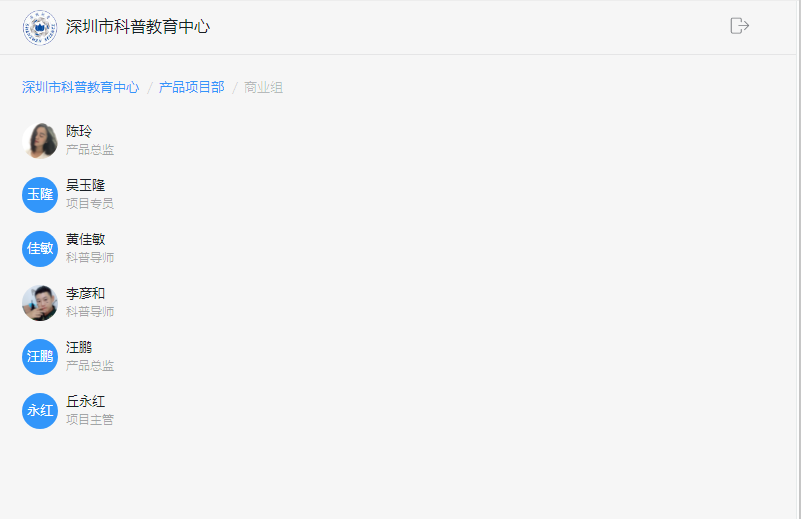 深圳市科普教育中心
深圳市科普教育中心 / 产品项目部 / 商业组
陈玲
产品总监
玉隆
吴玉隆
项目专员
佳敏
黄佳敏
科普导师
李彦和
科普导师
汪鹏
汪鹏
产品总监
永红
丘永红
项目主管